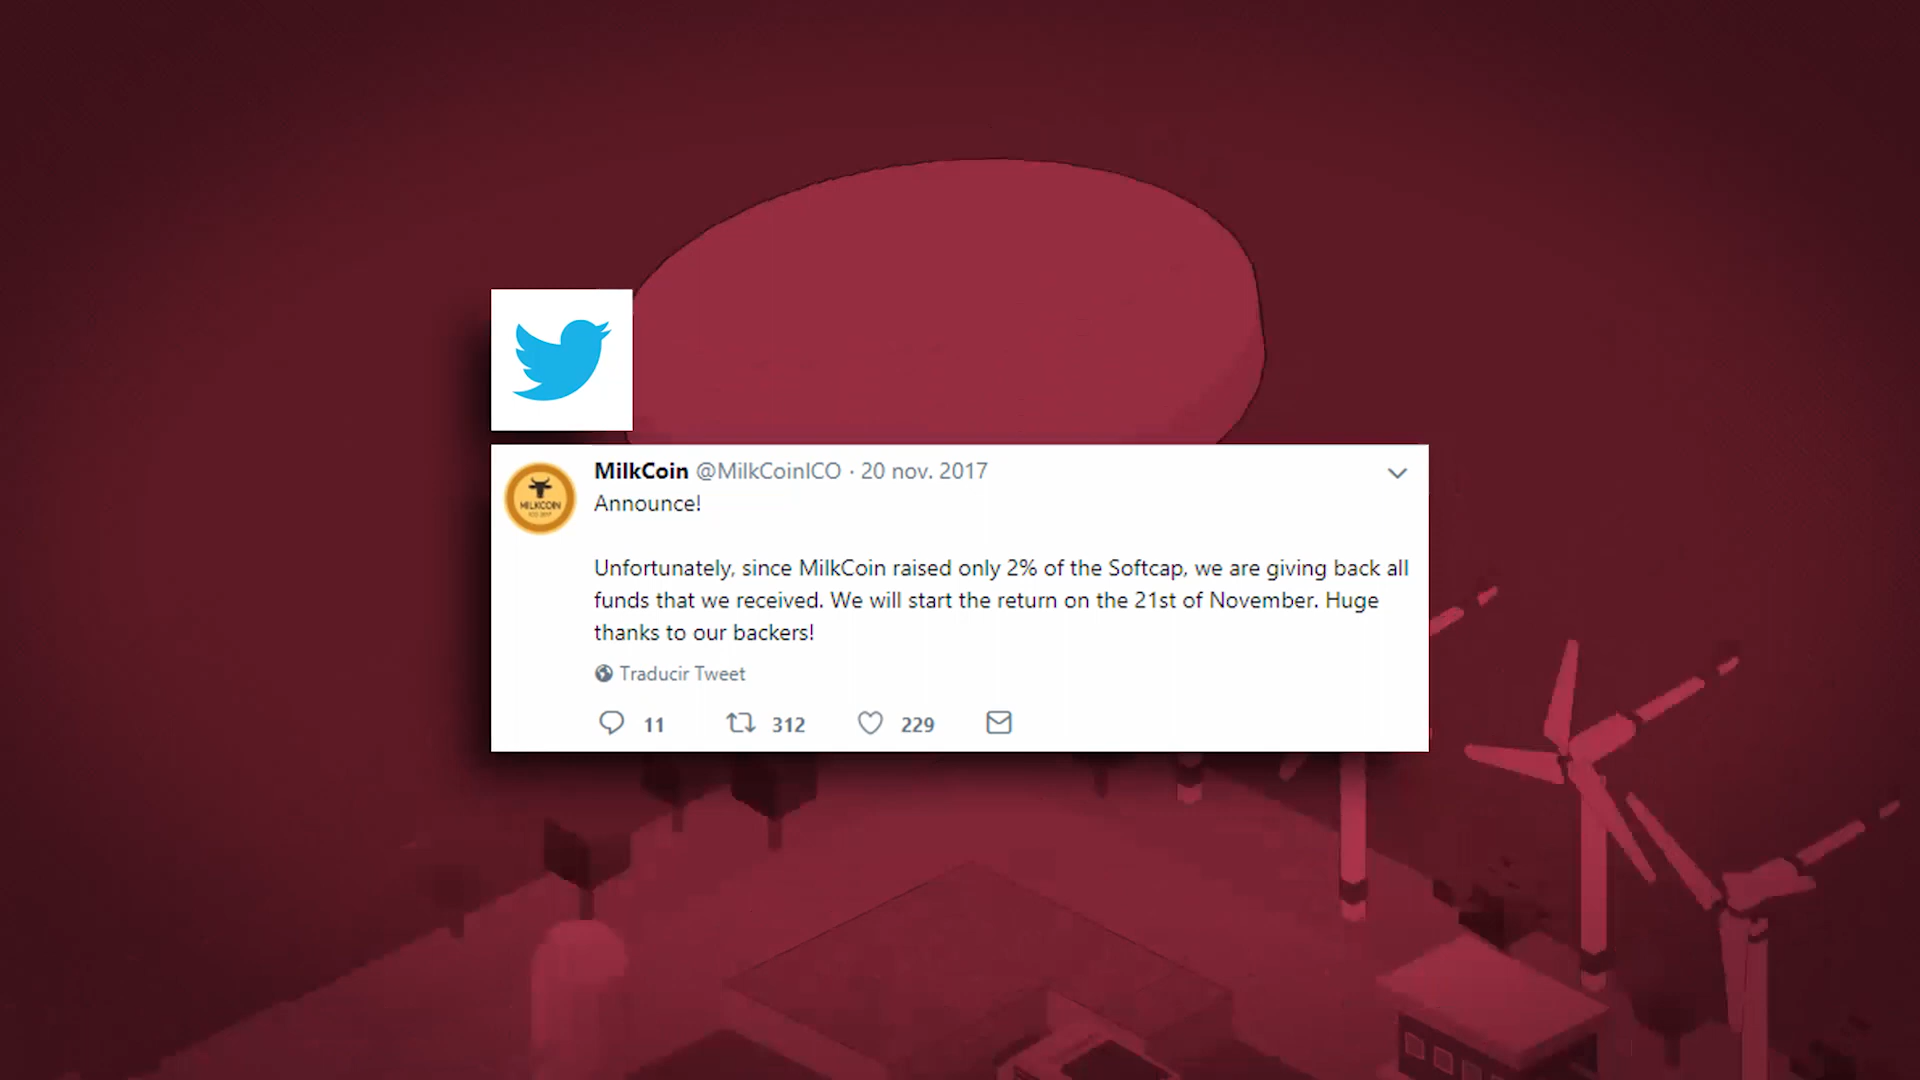 MilkCoin @MilkCoinICO · 20 nov. 2017
MILKCOIN
Announce!
Unfortunately, since MilkCoin raised only 2% of the Softcap, we are giving back all
funds that we received. We will start the return on the 21st of November. Huge
thanks to our backers!
Traducir Tweet
11 312 229